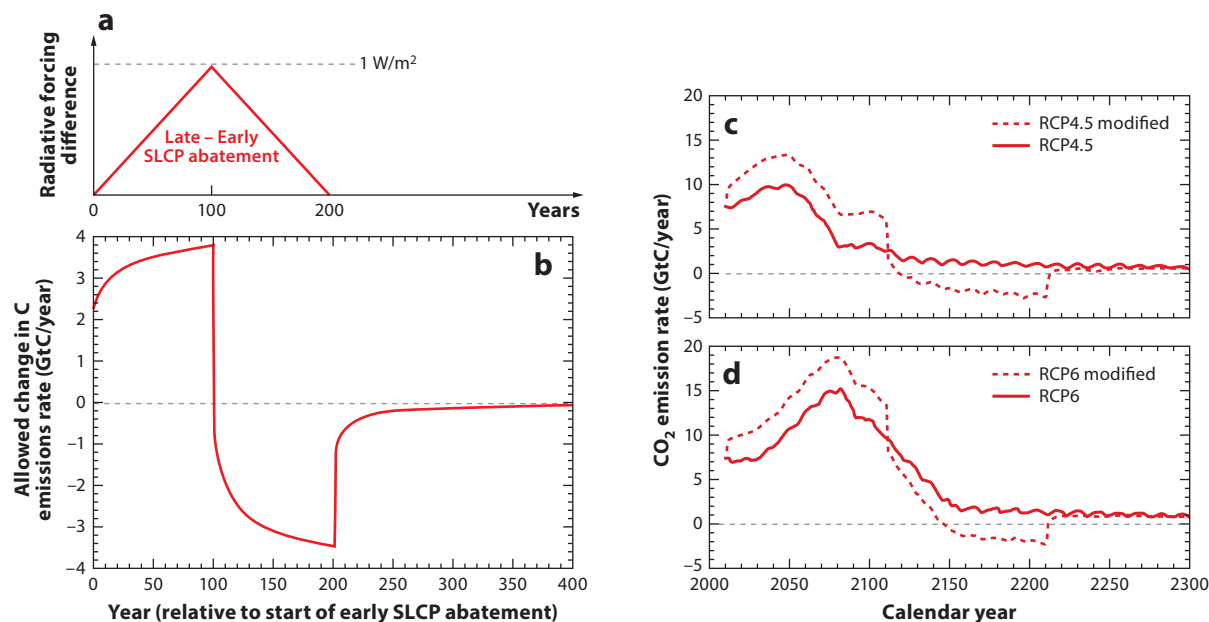 a
Radiative forcing
difference
1 W/m²
Late – Early
SLCP abatement
0
100
200
Years
b
Allowed change in C
emissions rate (GtC/year)
4
3
2
1
0
−1
−2
−3
−4
0
50
100
150
200
250
300
350
400
Year (relative to start of early SLCP abatement)
c
RCP4.5 modified
RCP4.5
20
15
10
5
0
−5
CO₂ emission rate (GtC/year)
d
RCP6 modified
RCP6
20
15
10
5
0
−5
2000
2050
2100
2150
2200
2250
2300
Calendar year